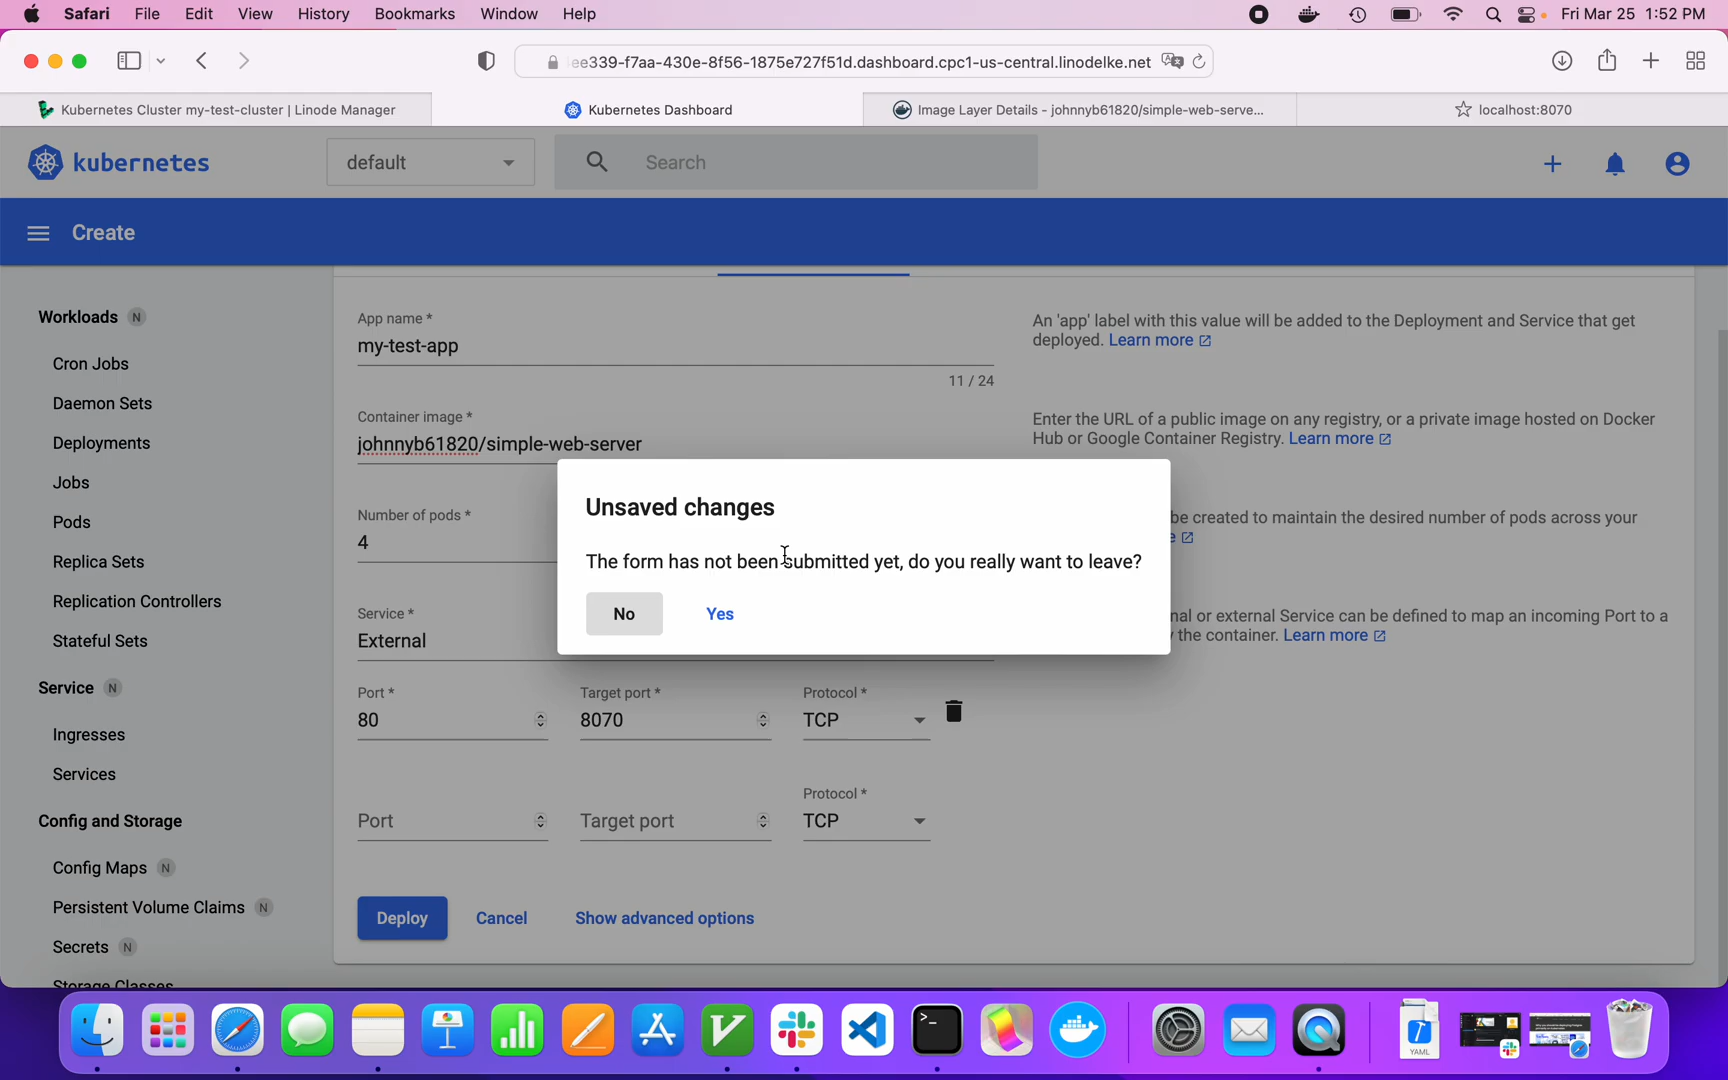 Safari File Edit View History Bookmarks Window Help Fri Mar 25 1:52 PM
ee339-f7aa-430e-8f56-1875e727f51d.dashboard.cpc1-us-central.linodelke.net
Kubernetes Cluster my-test-cluster | Linode Manager Kubernetes Dashboard Image Layer Details - johnnyb61820/simple-web-serve... localhost:8070
kubernetes default Search
Create
Workloads N
Cron Jobs
Daemon Sets
Deployments
Jobs
Pods
Replica Sets
Replication Controllers
Stateful Sets
Service N
Ingresses
Services
Config and Storage
Config Maps N
Persistent Volume Claims N
Secrets N
Storage Classes
App name *
my-test-app
11 / 24
An 'app' label with this value will be added to the Deployment and Service that get
deployed. Learn more
Container image *
johnnyb61820/simple-web-server
Enter the URL of a public image on any registry, or a private image hosted on Docker
Hub or Google Container Registry. Learn more
Number of pods *
4
be created to maintain the desired number of pods across your
Service *
External
nal or external Service can be defined to map an incoming Port to a
the container. Learn more
Unsaved changes
The form has not been submitted yet, do you really want to leave?
No Yes
Port * Target port * Protocol *
80 8070 TCP
Protocol *
Port Target port TCP
Deploy Cancel Show advanced options
YAML